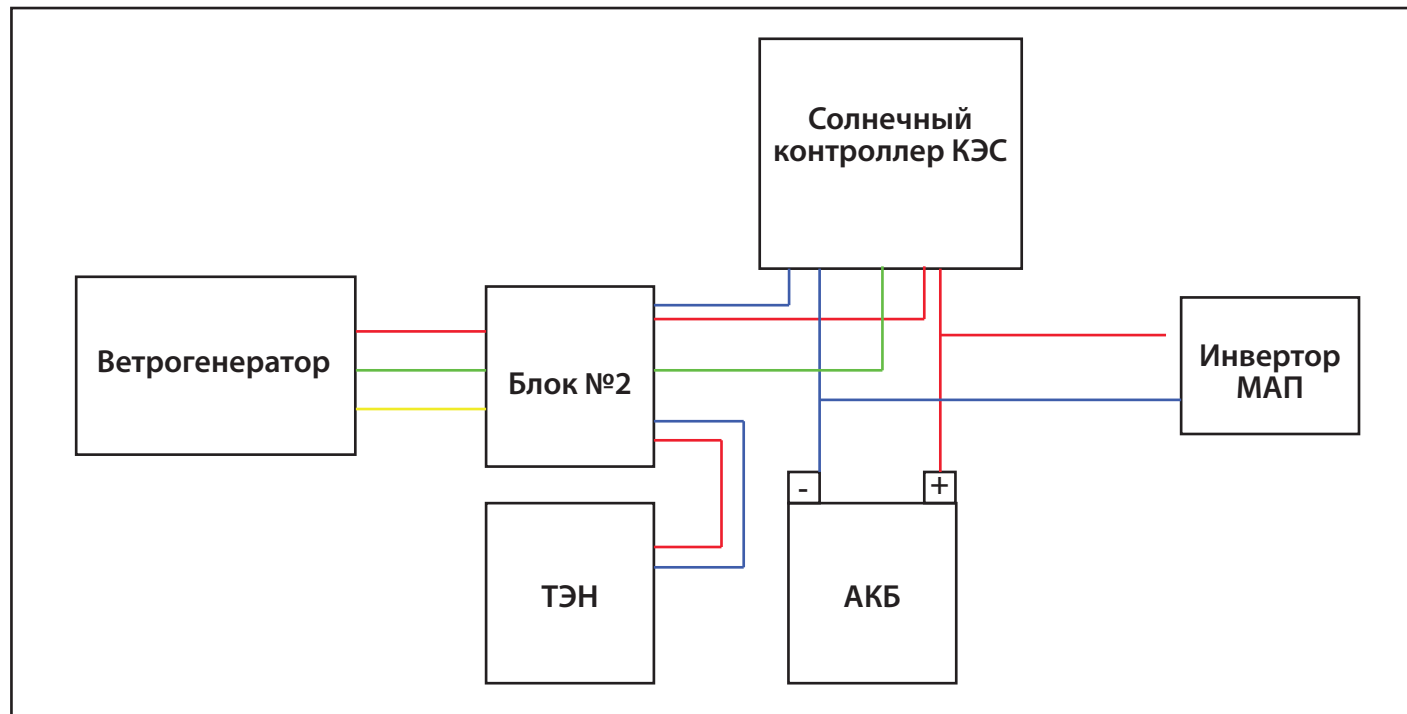 Солнечный
контроллер КЭС
Ветрогенератор
Блок №2
Инвертор
МАП
- +
ТЭН
АКБ